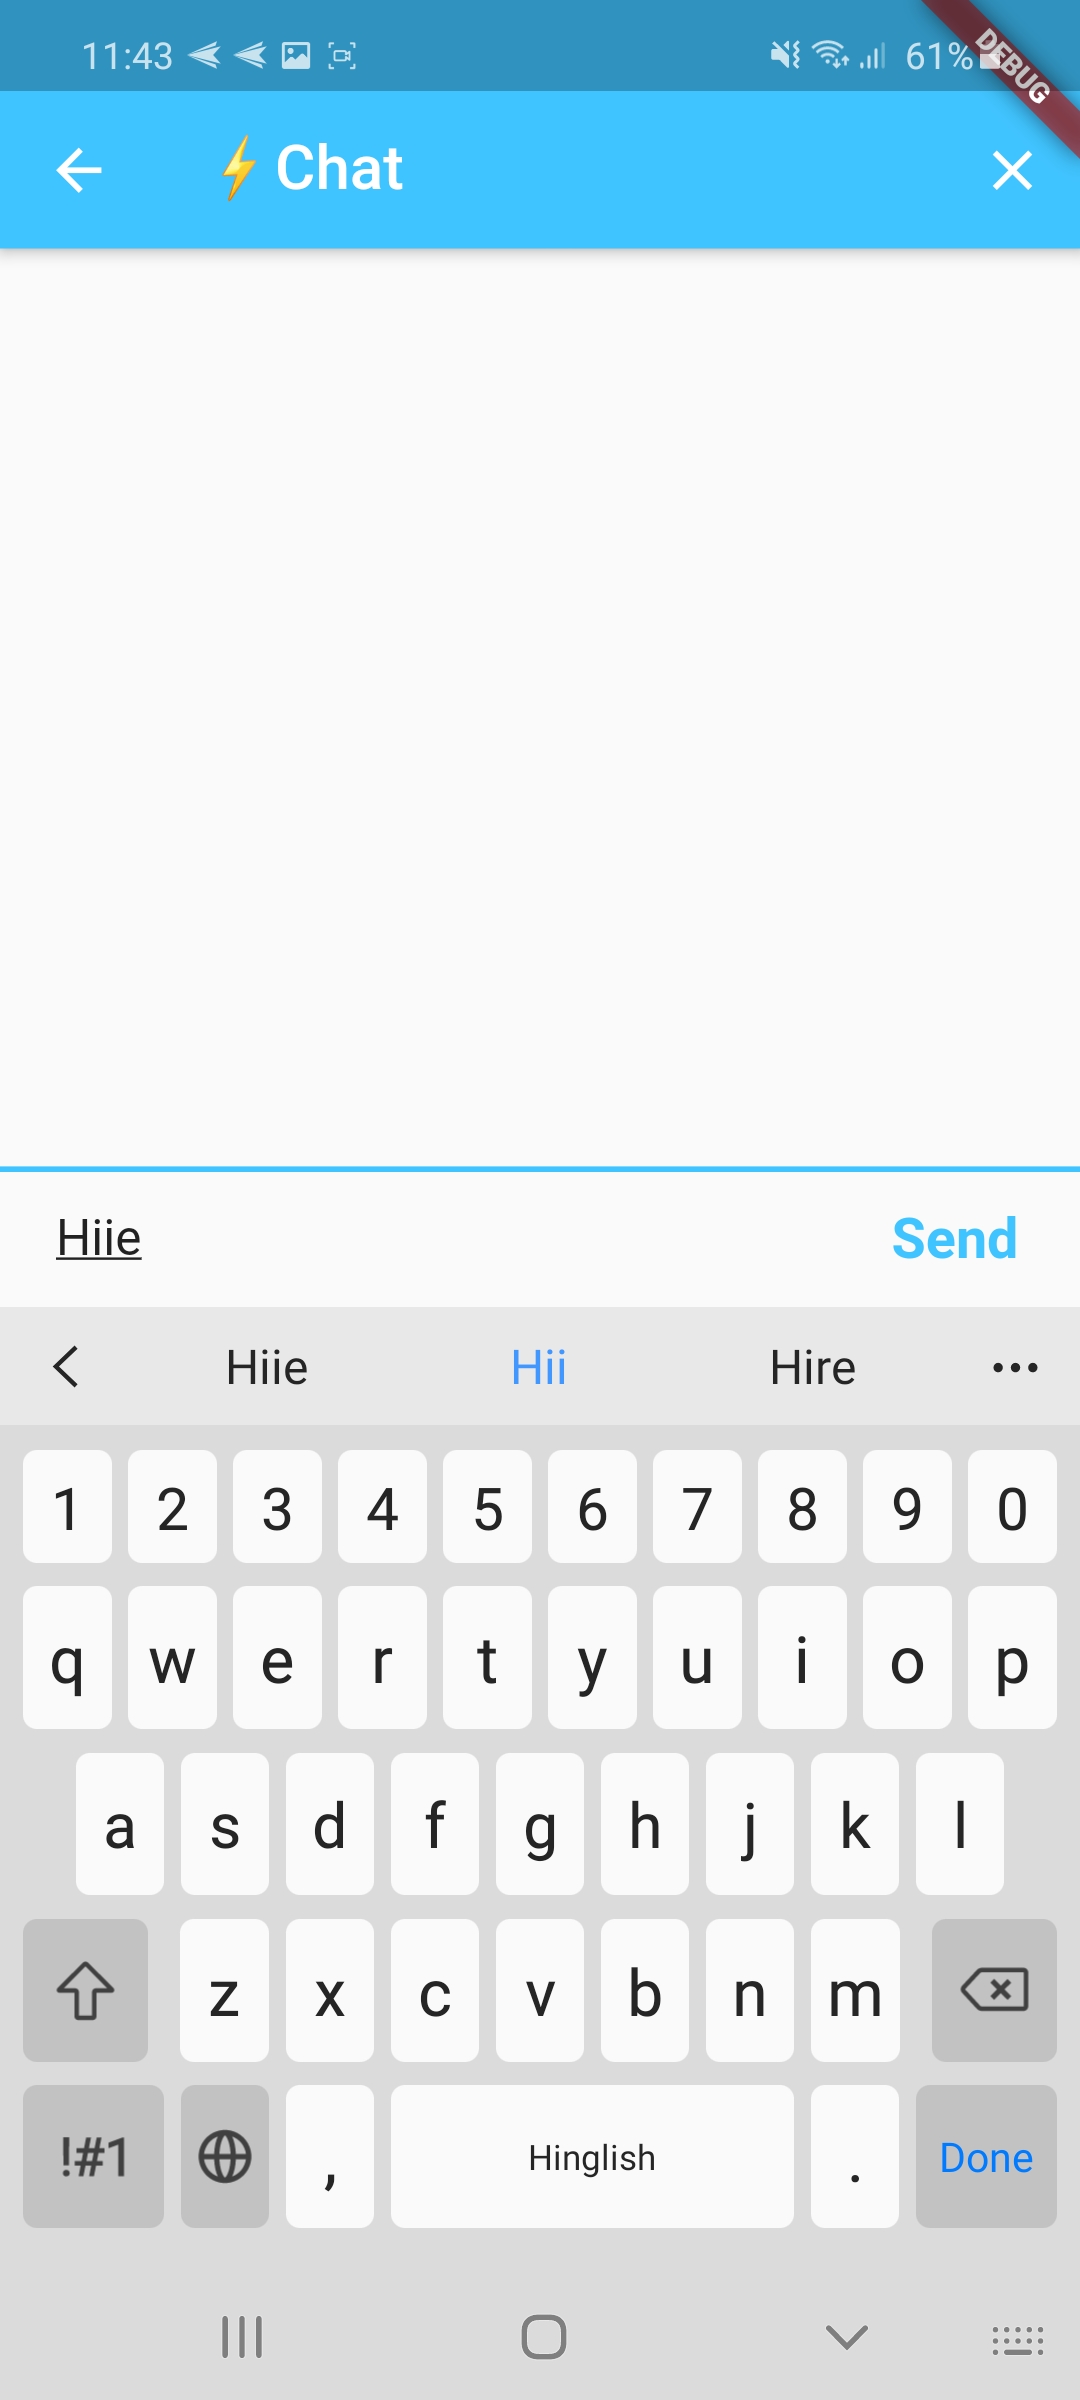 11:43 61%
DEBUG
⚡Chat
Hiie Send
Hiie Hii Hire
1 2 3 4 5 6 7 8 9 0
q w e r t y u i o p
a s d f g h j k l
z x c v b n m
!#1 , Hinglish . Done